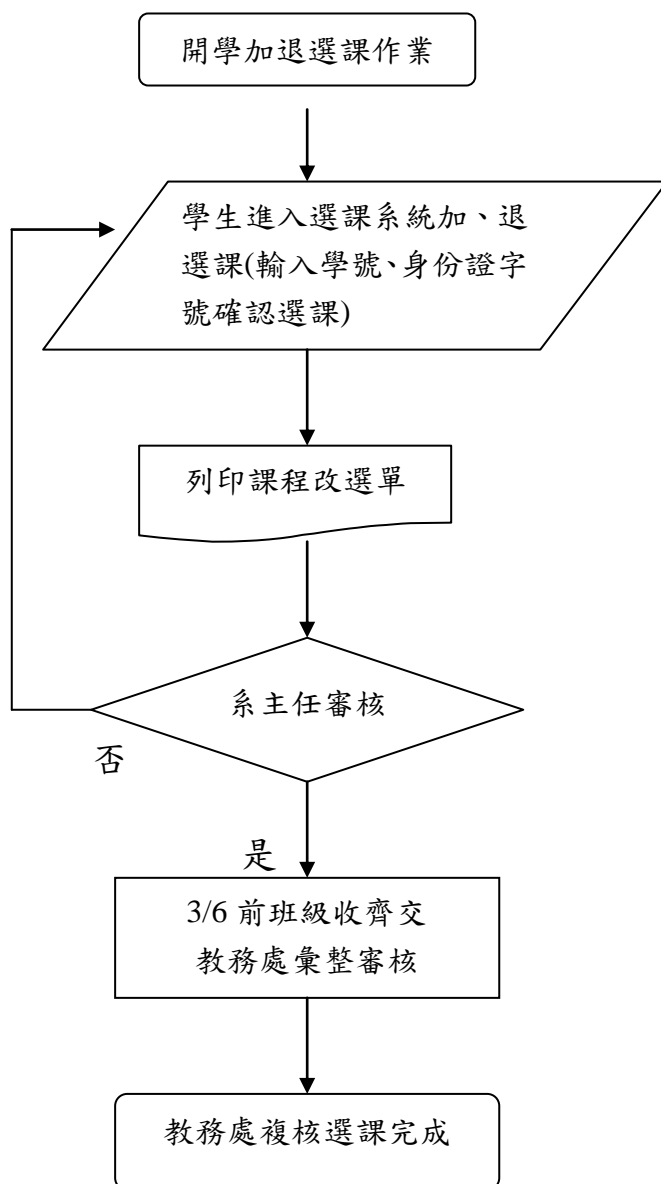 開學加退選課作業
學生進入選課系統加、退
選課(輸入學號、身份證字
號確認選課)
列印課程改選單
系主任審核
否
是
3/6 前班級收齊交
教務處彙整審核
教務處複核選課完成